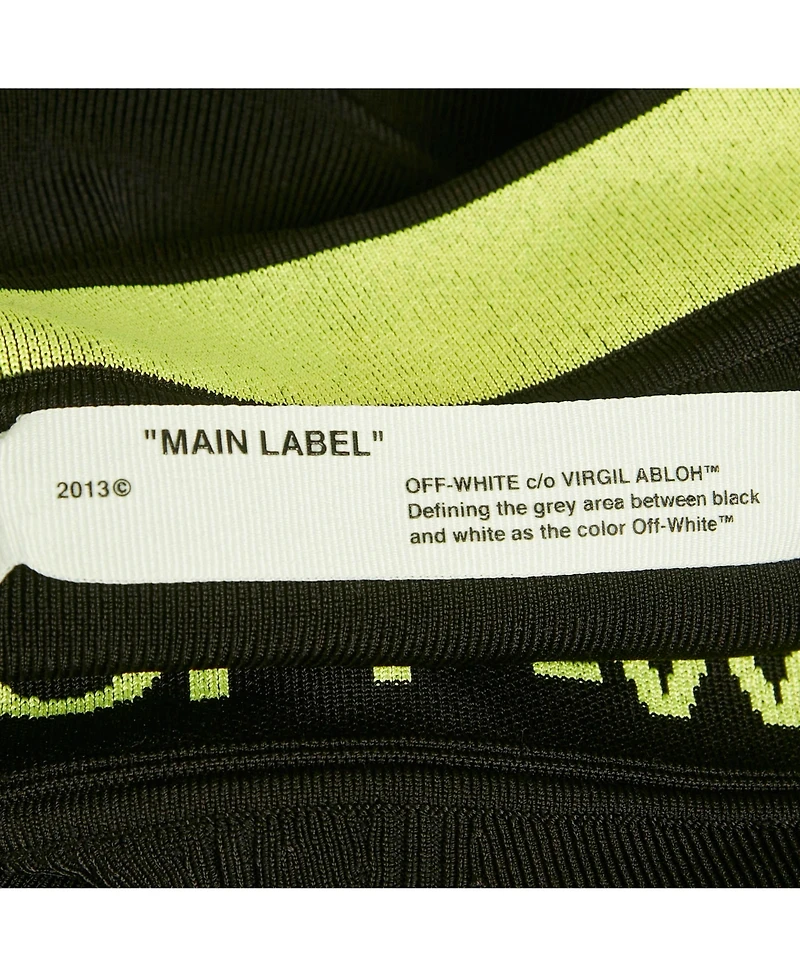 "MAIN LABEL"
2013©
OFF-WHITE c/o VIRGIL ABLOH™
Defining the grey area between black
and white as the color Off-White™